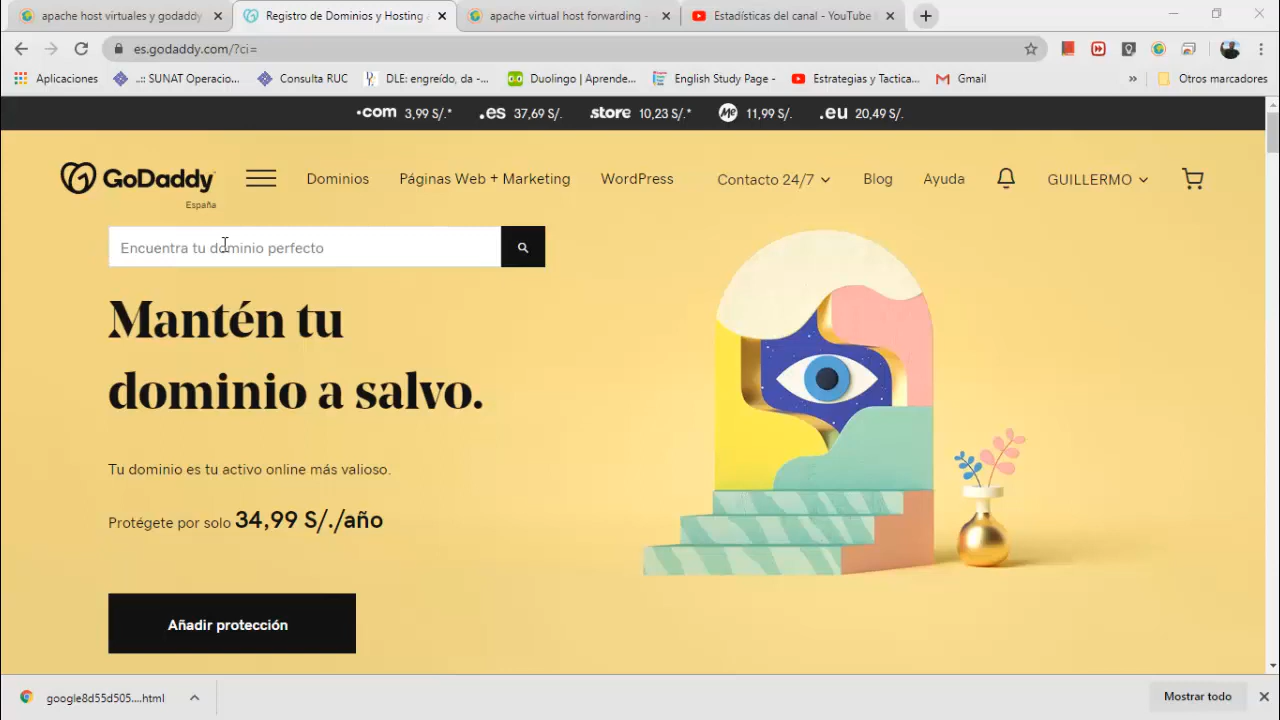 apache host virtuales y godaddy
Registro de Dominios y Hosting
apache virtual host forwarding -
Estadísticas del canal - YouTube
es.godaddy.com/?ci=
Aplicaciones
..:: SUNAT Operacio...
Consulta RUC
DLE: engreído, da -...
Duolingo | Aprende...
English Study Page -
Estrategias y Tactica...
Gmail
»
Otros marcadores
.com 3,99 S/.* .es 37,69 S/. .store 10,23 S/.* Me 11,99 S/. .eu 20,49 S/.
GoDaddy
España
Dominios
Páginas Web + Marketing
WordPress
Contacto 24/7
Blog
Ayuda
GUILLERMO
Encuentra tu dominio perfecto
Mantén tu
dominio a salvo.
Tu dominio es tu activo online más valioso.
Protégete por solo 34,99 S/./año
Añadir protección
google8d55d505....html
Mostrar todo